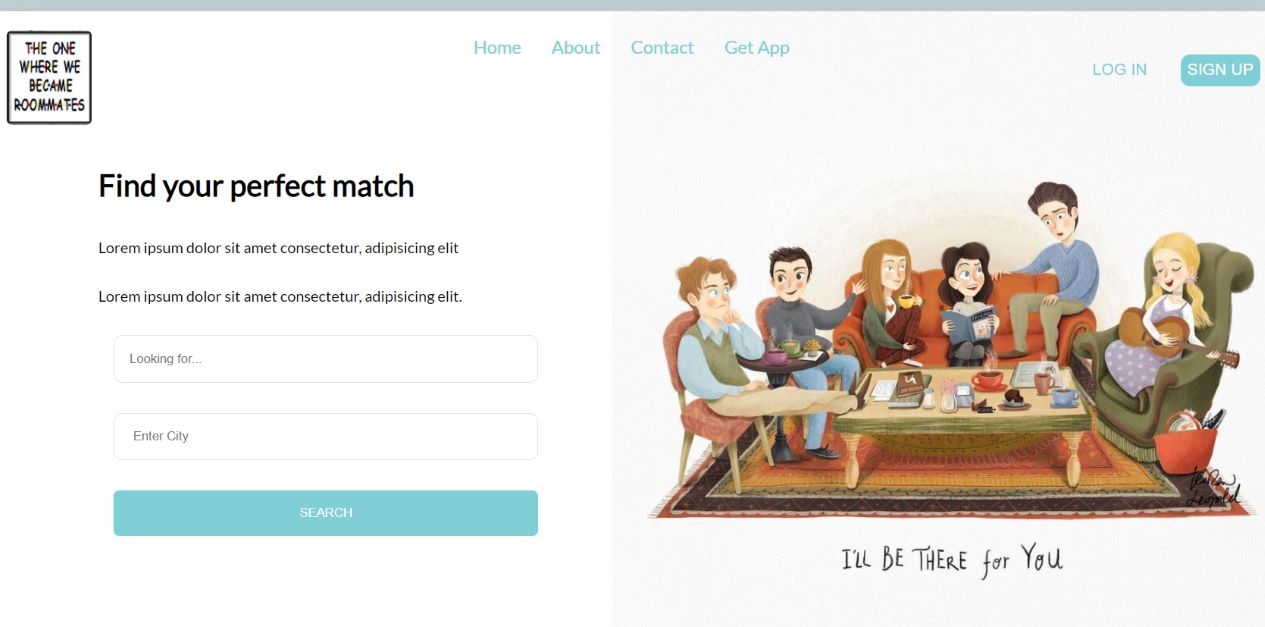 THE ONE
WHERE WE
BECAME
ROOMMATES
Home About Contact Get App
LOG IN SIGN UP
Find your perfect match
Lorem ipsum dolor sit amet consectetur, adipisicing elit
Lorem ipsum dolor sit amet consectetur, adipisicing elit.
Looking for...
Enter City
SEARCH
Leopold
I'LL BE THERE for YOU